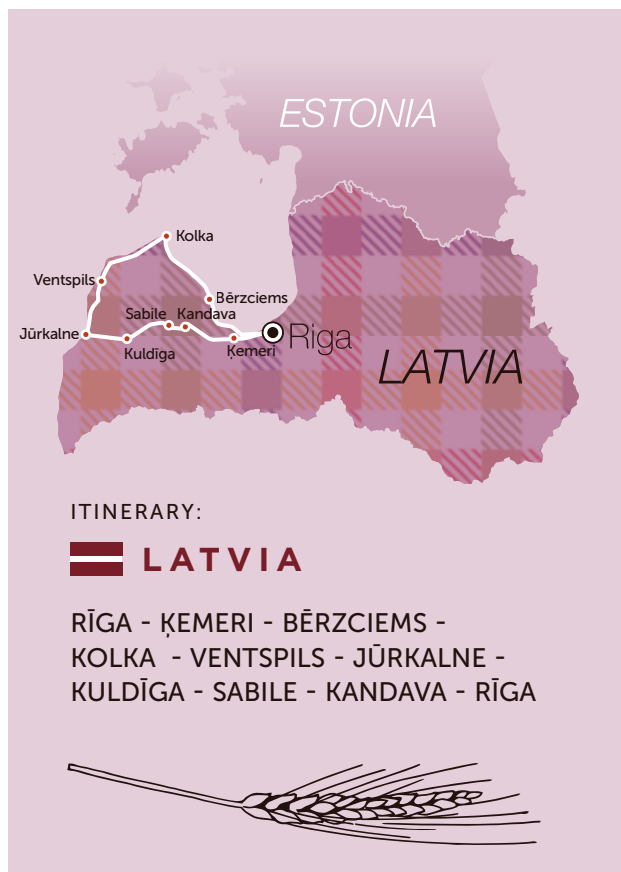 ESTONIA
Kolka
Ventspils
Bērzciems
Sabile Kandava
Jūrkalne
Riga
Kuldīga
Ķemeri
LATVIA
ITINERARY:
LATVIA
RĪGA - ĶEMERI - BĒRZCIEMS -
KOLKA - VENTSPILS - JŪRKALNE -
KULDĪGA - SABILE - KANDAVA - RĪGA